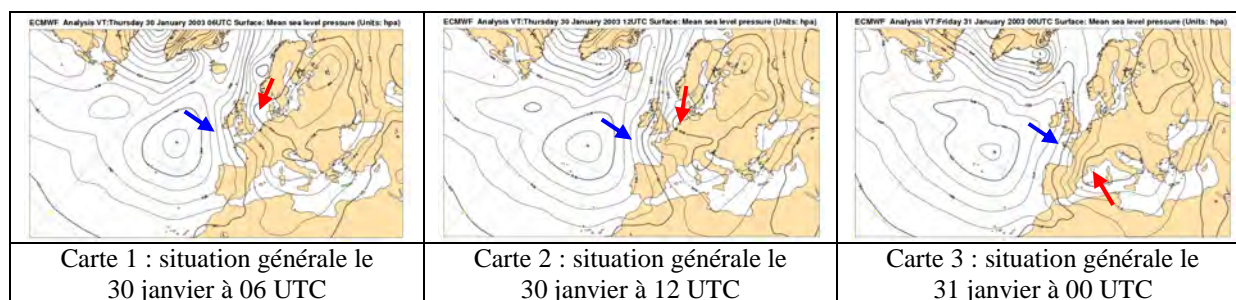 ECMWF Analysis VT:Thursday 30 January 2003 06UTC Surface: Mean sea level pressure (Units: hpa)
ECMWF Analysis VT:Thursday 30 January 2003 12UTC Surface: Mean sea level pressure (Units: hpa)
ECMWF Analysis VT:Friday 31 January 2003 00UTC Surface: Mean sea level pressure (Units: hpa)
Carte 1 : situation générale le
30 janvier à 06 UTC
Carte 2 : situation générale le
30 janvier à 12 UTC
Carte 3 : situation générale le
31 janvier à 00 UTC